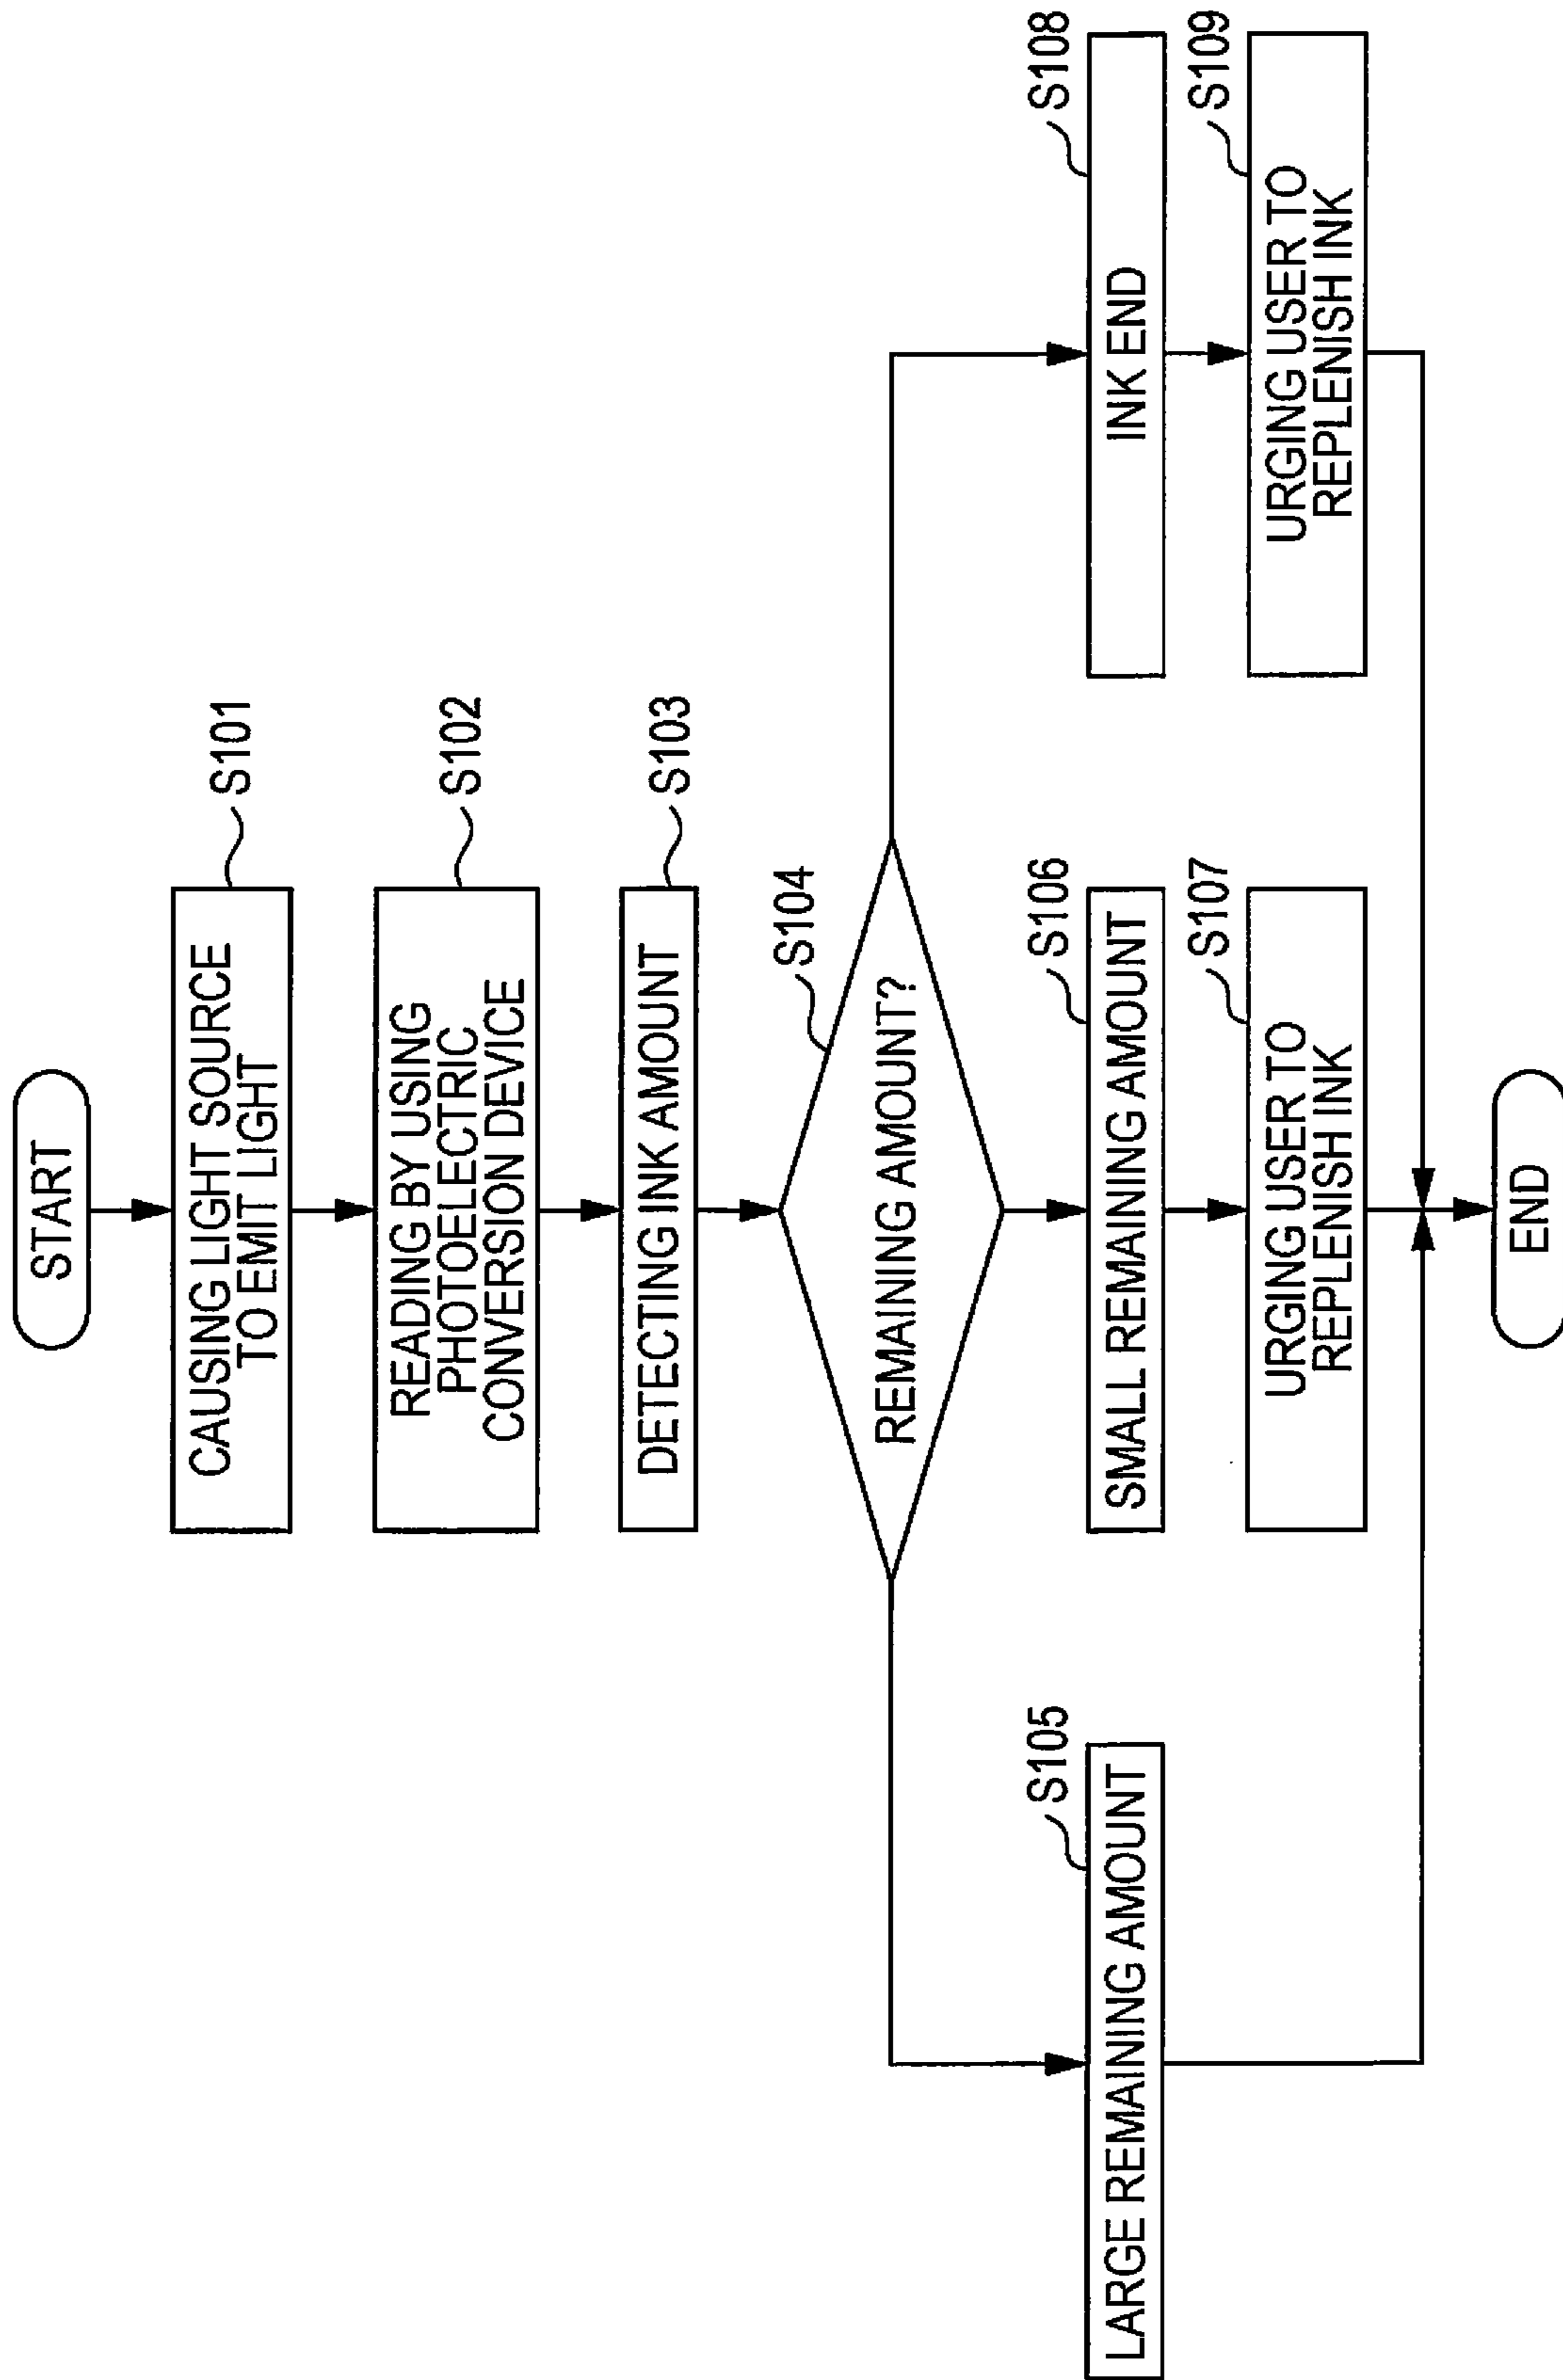 START
CAUSING LIGHT SOURCE
TO EMIT LIGHT
S101
READING BY USING
PHOTOELECTRIC
CONVERSION DEVICE
S102
DETECTING INK AMOUNT
S103
REMAINING AMOUNT?
S104
LARGE REMAINING AMOUNT
S105
SMALL REMAINING AMOUNT
S106
URGING USER TO
REPLENISH INK
S107
INK END
S108
URGING USER TO
REPLENISH INK
S109
END